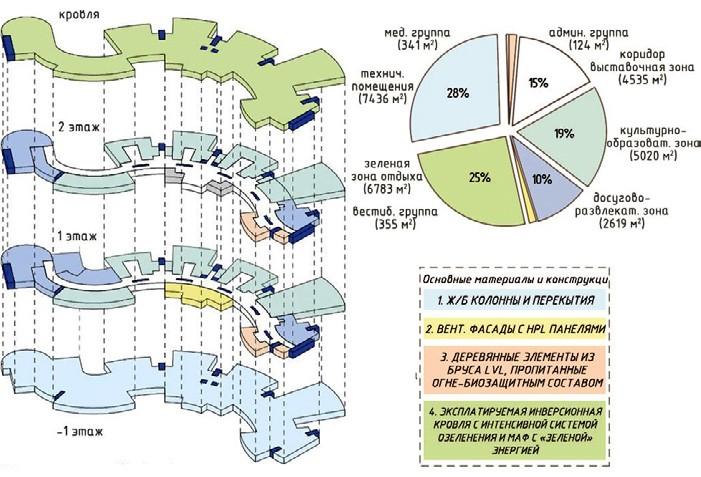 кровля
2 этаж
1 этаж
-1 этаж
мед. группа
(341 м²)
админ. группа
(124 м²)
коридор
выставочная зона
(4535 м²)
технич.
помещения
(7436 м²)
28%
15%
19%
культурно-
образоват. зона
(5020 м²)
зеленая
зона отдыха
(6783 м²)
25%
10%
вестиб. группа
(355 м²)
досугово-
развлекат. зона
(2619 м²)
Основные материалы и конструкци
1. Ж/Б КОЛОННЫ И ПЕРЕКЫТИЯ
2. ВЕНТ. ФАСАДЫ С HPL ПАНЕЛЯМИ
3. ДЕРЕВЯННЫЕ ЭЛЕМЕНТЫ ИЗ
БРУСА LVL, ПРОПИТАННЫЕ
ОГНЕ-БИОЗАЩИТНЫМ СОСТАВОМ
4. ЭКСПЛАТИРУЕМАЯ ИНВЕРСИОННАЯ
КРОВЛЯ С ИНТЕНСИВНОЙ СИСТЕМОЙ
ОЗЕЛЕНЕНИЯ И МАФ С «ЗЕЛЕНОЙ»
ЭНЕРГИЕЙ